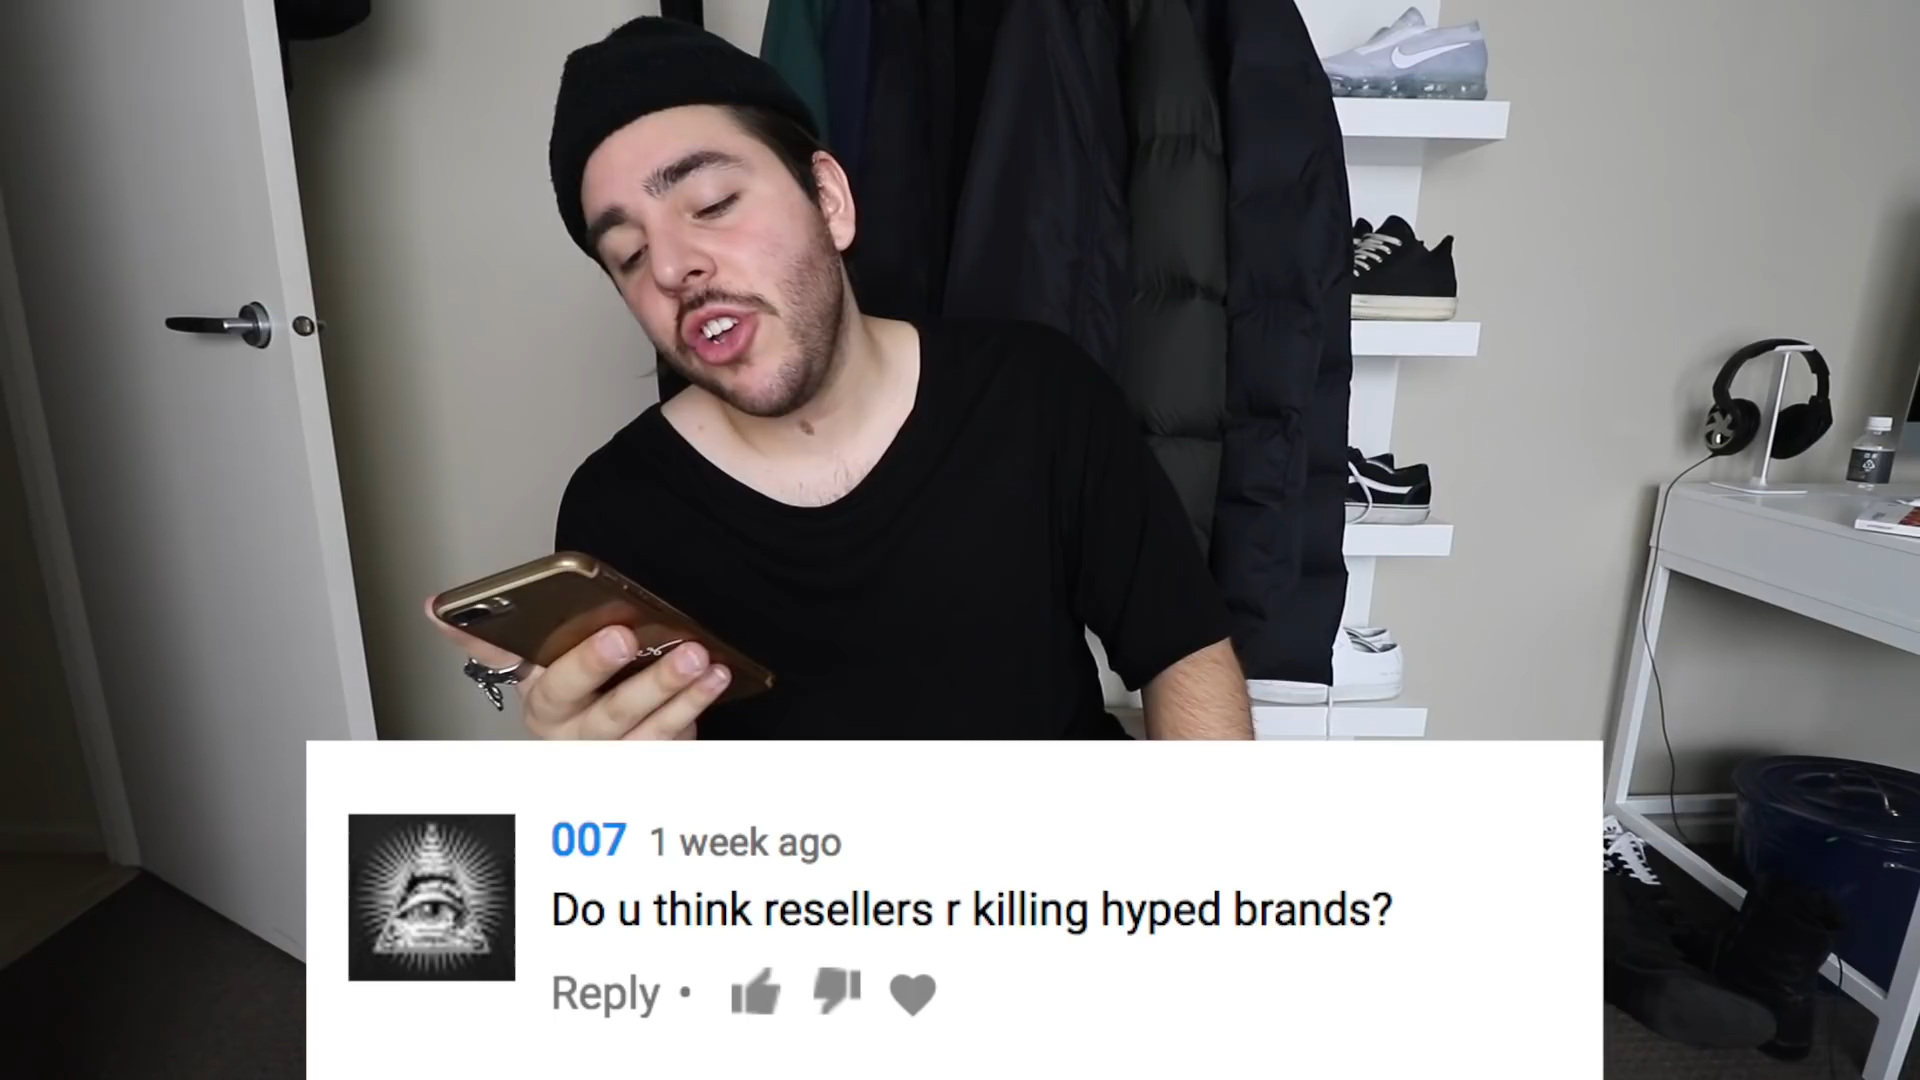 007 1 week ago
Do u think resellers r killing hyped brands?
Reply •